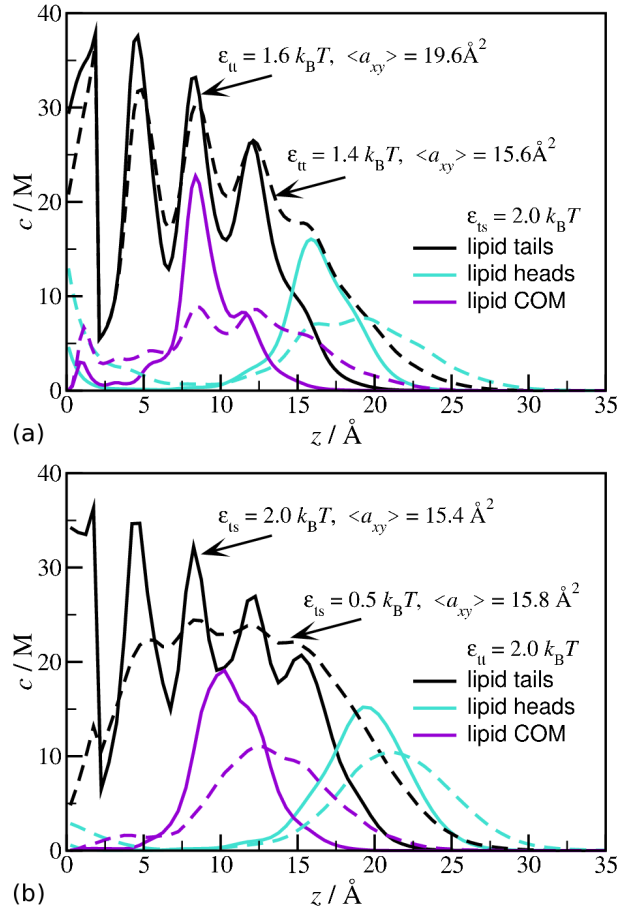 40
30
20
10
0
c / M
ε_tt = 1.6 k_BT, <a_xy> = 19.6Å²
ε_tt = 1.4 k_BT, <a_xy> = 15.6Å²
ε_ts = 2.0 k_BT
lipid tails
lipid heads
lipid COM
0 5 10 15 20 25 30 35
z / Å
(a)
40
30
20
10
0
c / M
ε_ts = 2.0 k_BT, <a_xy> = 15.4 Å²
ε_ts = 0.5 k_BT, <a_xy> = 15.8 Å²
ε_tt = 2.0 k_BT
lipid tails
lipid heads
lipid COM
0 5 10 15 20 25 30 35
z / Å
(b)